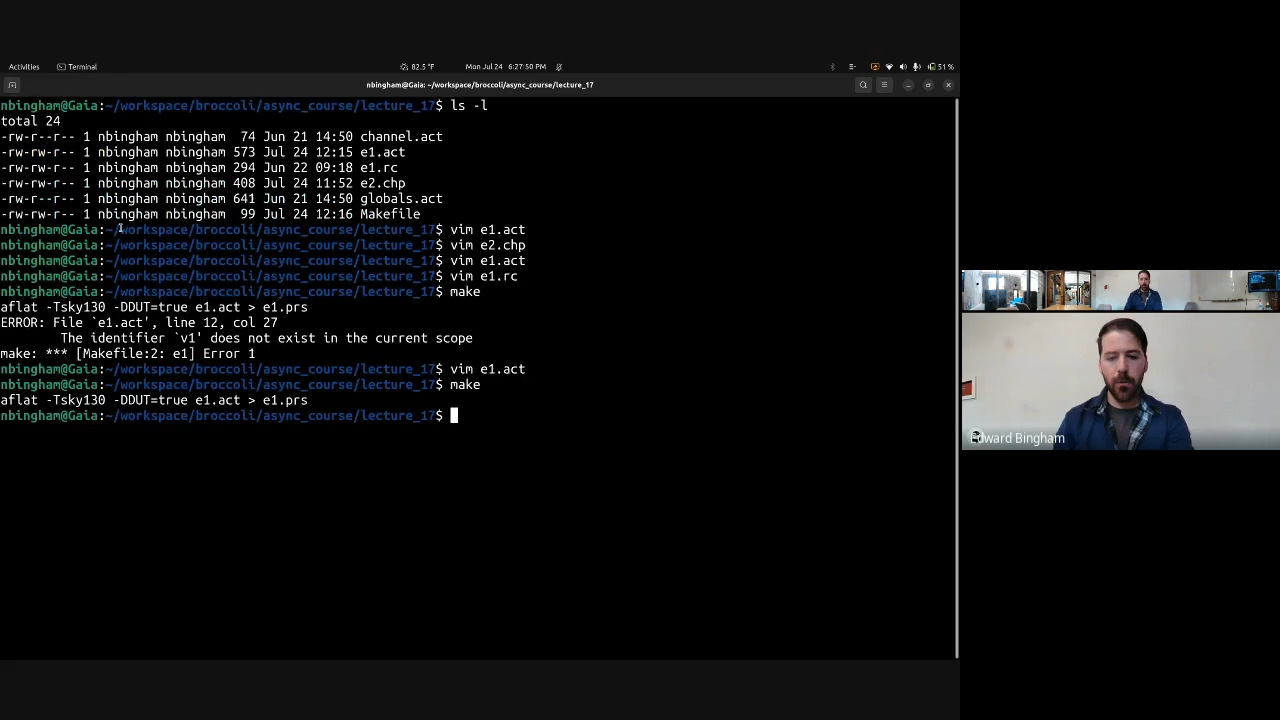 Activities
Terminal
82.5 °F
Mon Jul 24 6:27:50 PM
51 %
nbingham@Gaia: ~/workspace/broccoli/async_course/lecture_17
nbingham@Gaia:~/workspace/broccoli/async_course/lecture_17$ ls -l
total 24
-rw-r--r-- 1 nbingham nbingham  74 Jun 21 14:50 channel.act
-rw-rw-r-- 1 nbingham nbingham 573 Jul 24 12:15 e1.act
-rw-rw-r-- 1 nbingham nbingham 294 Jun 22 09:18 e1.rc
-rw-rw-r-- 1 nbingham nbingham 408 Jul 24 11:52 e2.chp
-rw-rw-r-- 1 nbingham nbingham 641 Jun 21 14:50 globals.act
-rw-rw-r-- 1 nbingham nbingham  99 Jul 24 12:16 Makefile
nbingham@Gaia:~/workspace/broccoli/async_course/lecture_17$ vim e1.act
nbingham@Gaia:~/workspace/broccoli/async_course/lecture_17$ vim e2.chp
nbingham@Gaia:~/workspace/broccoli/async_course/lecture_17$ vim e1.act
nbingham@Gaia:~/workspace/broccoli/async_course/lecture_17$ vim e1.rc
nbingham@Gaia:~/workspace/broccoli/async_course/lecture_17$ make
aflat -Tsky130 -DDUT=true e1.act > e1.prs
ERROR: File `e1.act', line 12, col 27
        The identifier `v1' does not exist in the current scope
make: *** [Makefile:2: e1] Error 1
nbingham@Gaia:~/workspace/broccoli/async_course/lecture_17$ vim e1.act
nbingham@Gaia:~/workspace/broccoli/async_course/lecture_17$ make
aflat -Tsky130 -DDUT=true e1.act > e1.prs
nbingham@Gaia:~/workspace/broccoli/async_course/lecture_17$
Edward Bingham